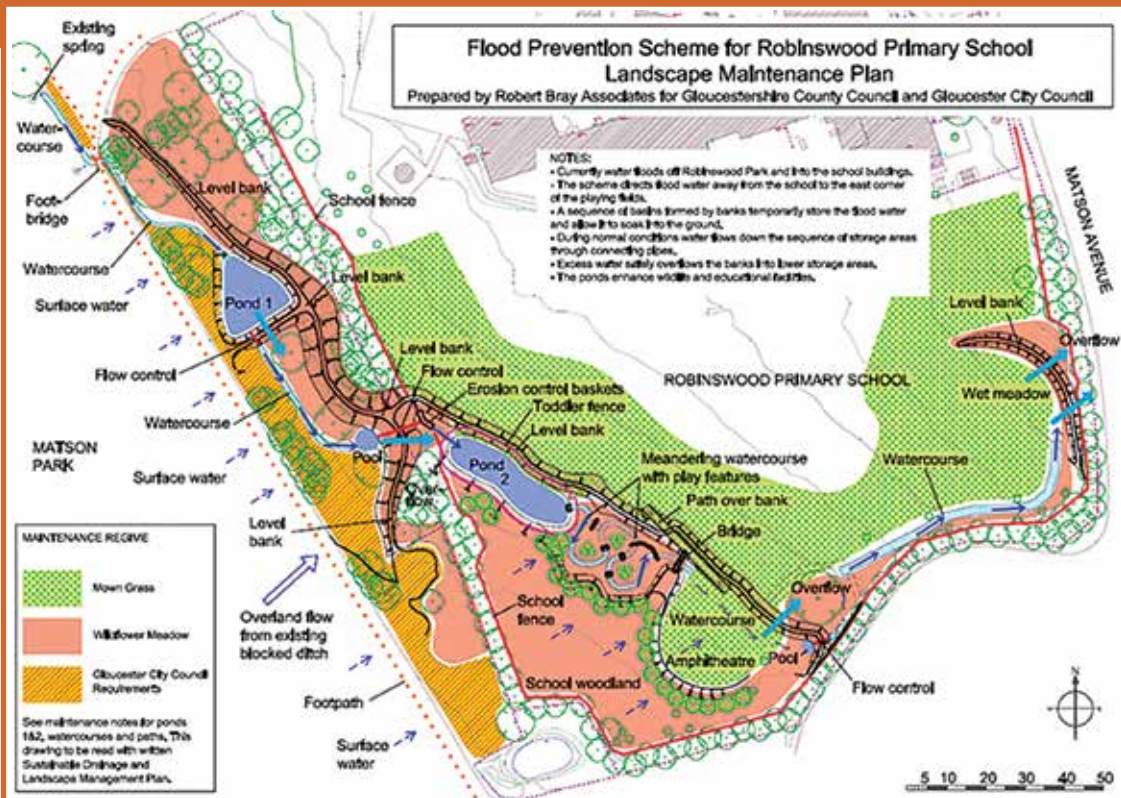 Flood Prevention Scheme for Robinswood Primary School
Landscape Maintenance Plan
Prepared by Robert Bray Associates for Gloucestershire County Council and Gloucester City Council
NOTES:
• Currently water floods off Robinswood Park and into the school buildings.
• The scheme directs flood water away from the school to the east corner
of the playing fields.
• A sequence of basins formed by banks temporarily store the flood water
and allow it to soak into the ground.
• During normal conditions water flows down the sequence of storage areas
through connecting pipes.
• Excess water safely overflows the banks into lower storage areas.
• The ponds enhance wildlife and educational facilities.
Existing
spring
Water-
course
Foot-
bridge
Watercourse
Surface water
Level bank
School fence
Level bank
Pond 1
Flow control
Watercourse
MATSON
PARK
Surface water
Pool
Level bank
Flow control
Erosion control baskets
Toddler fence
Level bank
Pond
2
Over-
flow
Meandering watercourse
with play features
Path over bank
Bridge
ROBINSWOOD PRIMARY SCHOOL
MATSON AVENUE
Level bank
Overflow
Wet meadow
Watercourse
Overflow
Level
bank
Overland flow
from existing
blocked ditch
School
fence
Watercourse
Amphitheatre
Pool
Flow control
School woodland
Footpath
Surface
water
MAINTENANCE REGIME
Mown Grass
Wildflower Meadow
Gloucester City Council
Requirements
See maintenance notes for ponds
1&2, watercourses and paths, This
drawing to be read with written
Sustainable Drainage and
Landscape Management Plan.
N
5 10 20 30 40 50